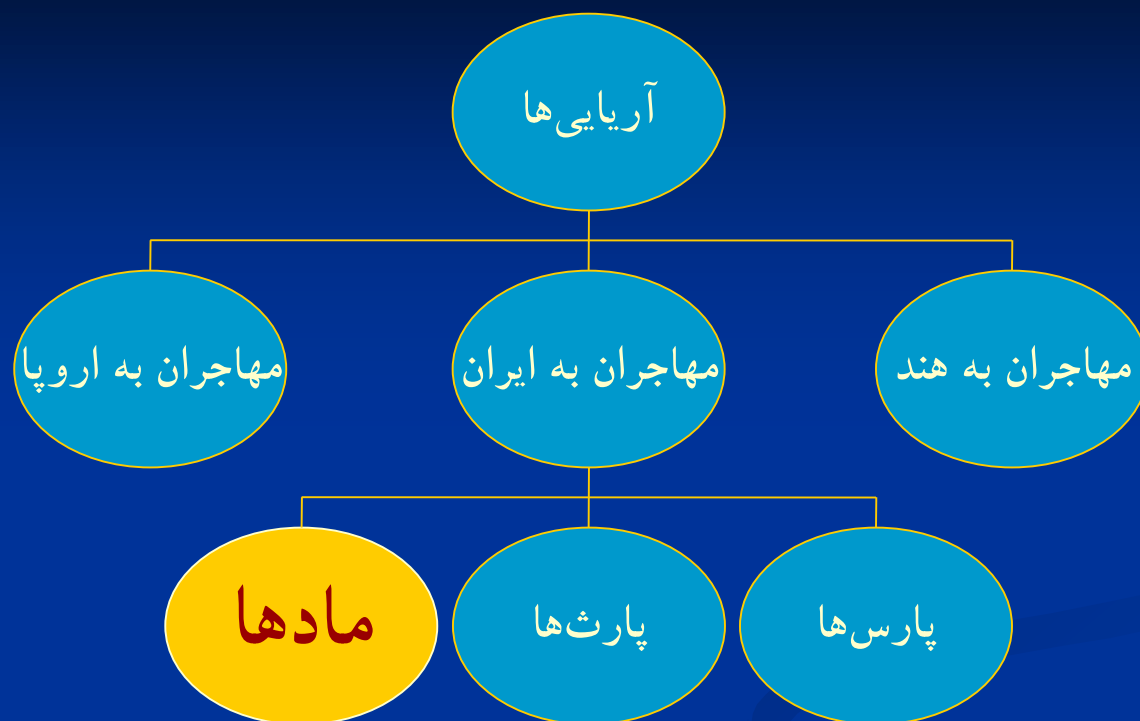 آریایی‌ها
مهاجران به هند
مهاجران به ایران
مهاجران به اروپا
پارس‌ها
پارث‌ها
مادها